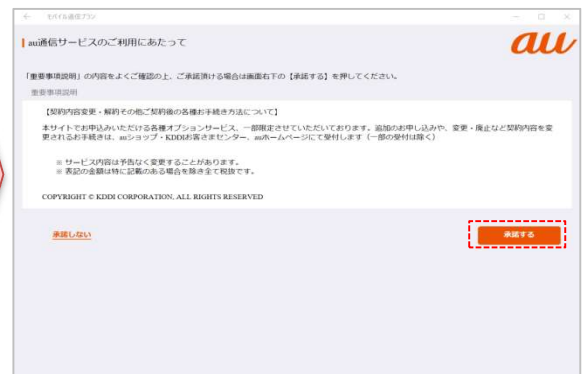 モバイル通信プラン
au通信サービスのご利用にあたって
au
「重要事項説明」の内容をよくご確認の上、ご承諾頂ける場合は画面右下の【承諾する】を押してください。
重要事項説明
【契約内容変更・解約その他ご契約後の各種お手続き方法について】
本サイトでお申込みいただける各種オプションサービス、一部限定させていただいております。追加のお申し込みや、変更・廃止など契約内容を変
更されるお手続きは、auショップ・KDDIお客さまセンター、auホームページにて受付します（一部の受付は除く）
※ サービス内容は予告なく変更することがあります。
※ 表記の金額は特に記載のある場合を除き全て税抜です。
COPYRIGHT © KDDI CORPORATION, ALL RIGHTS RESERVED
承諾しない
承諾する